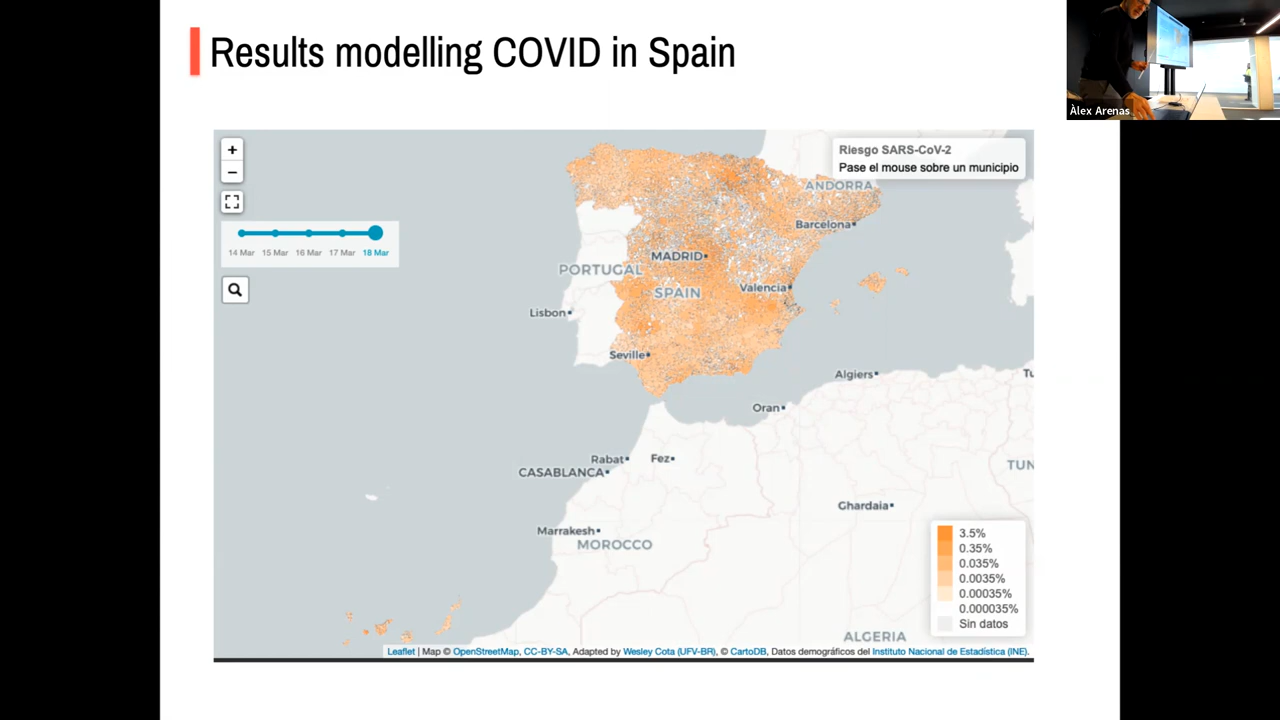 Results modelling COVID in Spain
Àlex Arenas
+
−
Riesgo SARS-CoV-2
Pase el mouse sobre un municipio
ANDORRA
Barcelona
14 Mar 15 Mar 16 Mar 17 Mar 18 Mar
MADRID
PORTUGAL
Valencia
SPAIN
Lisbon
Seville
Algiers
Tu
Oran
Rabat
Fez
CASABLANCA
TUN
Ghardaia
Marrakesh
MOROCCO
3.5%
0.35%
0.035%
0.0035%
0.00035%
0.000035%
Sin datos
ALGERIA
Leaflet | Map © OpenStreetMap, CC-BY-SA, Adapted by Wesley Cota (UFV-BR), © CartoDB, Datos demográficos del Instituto Nacional de Estadística (INE).